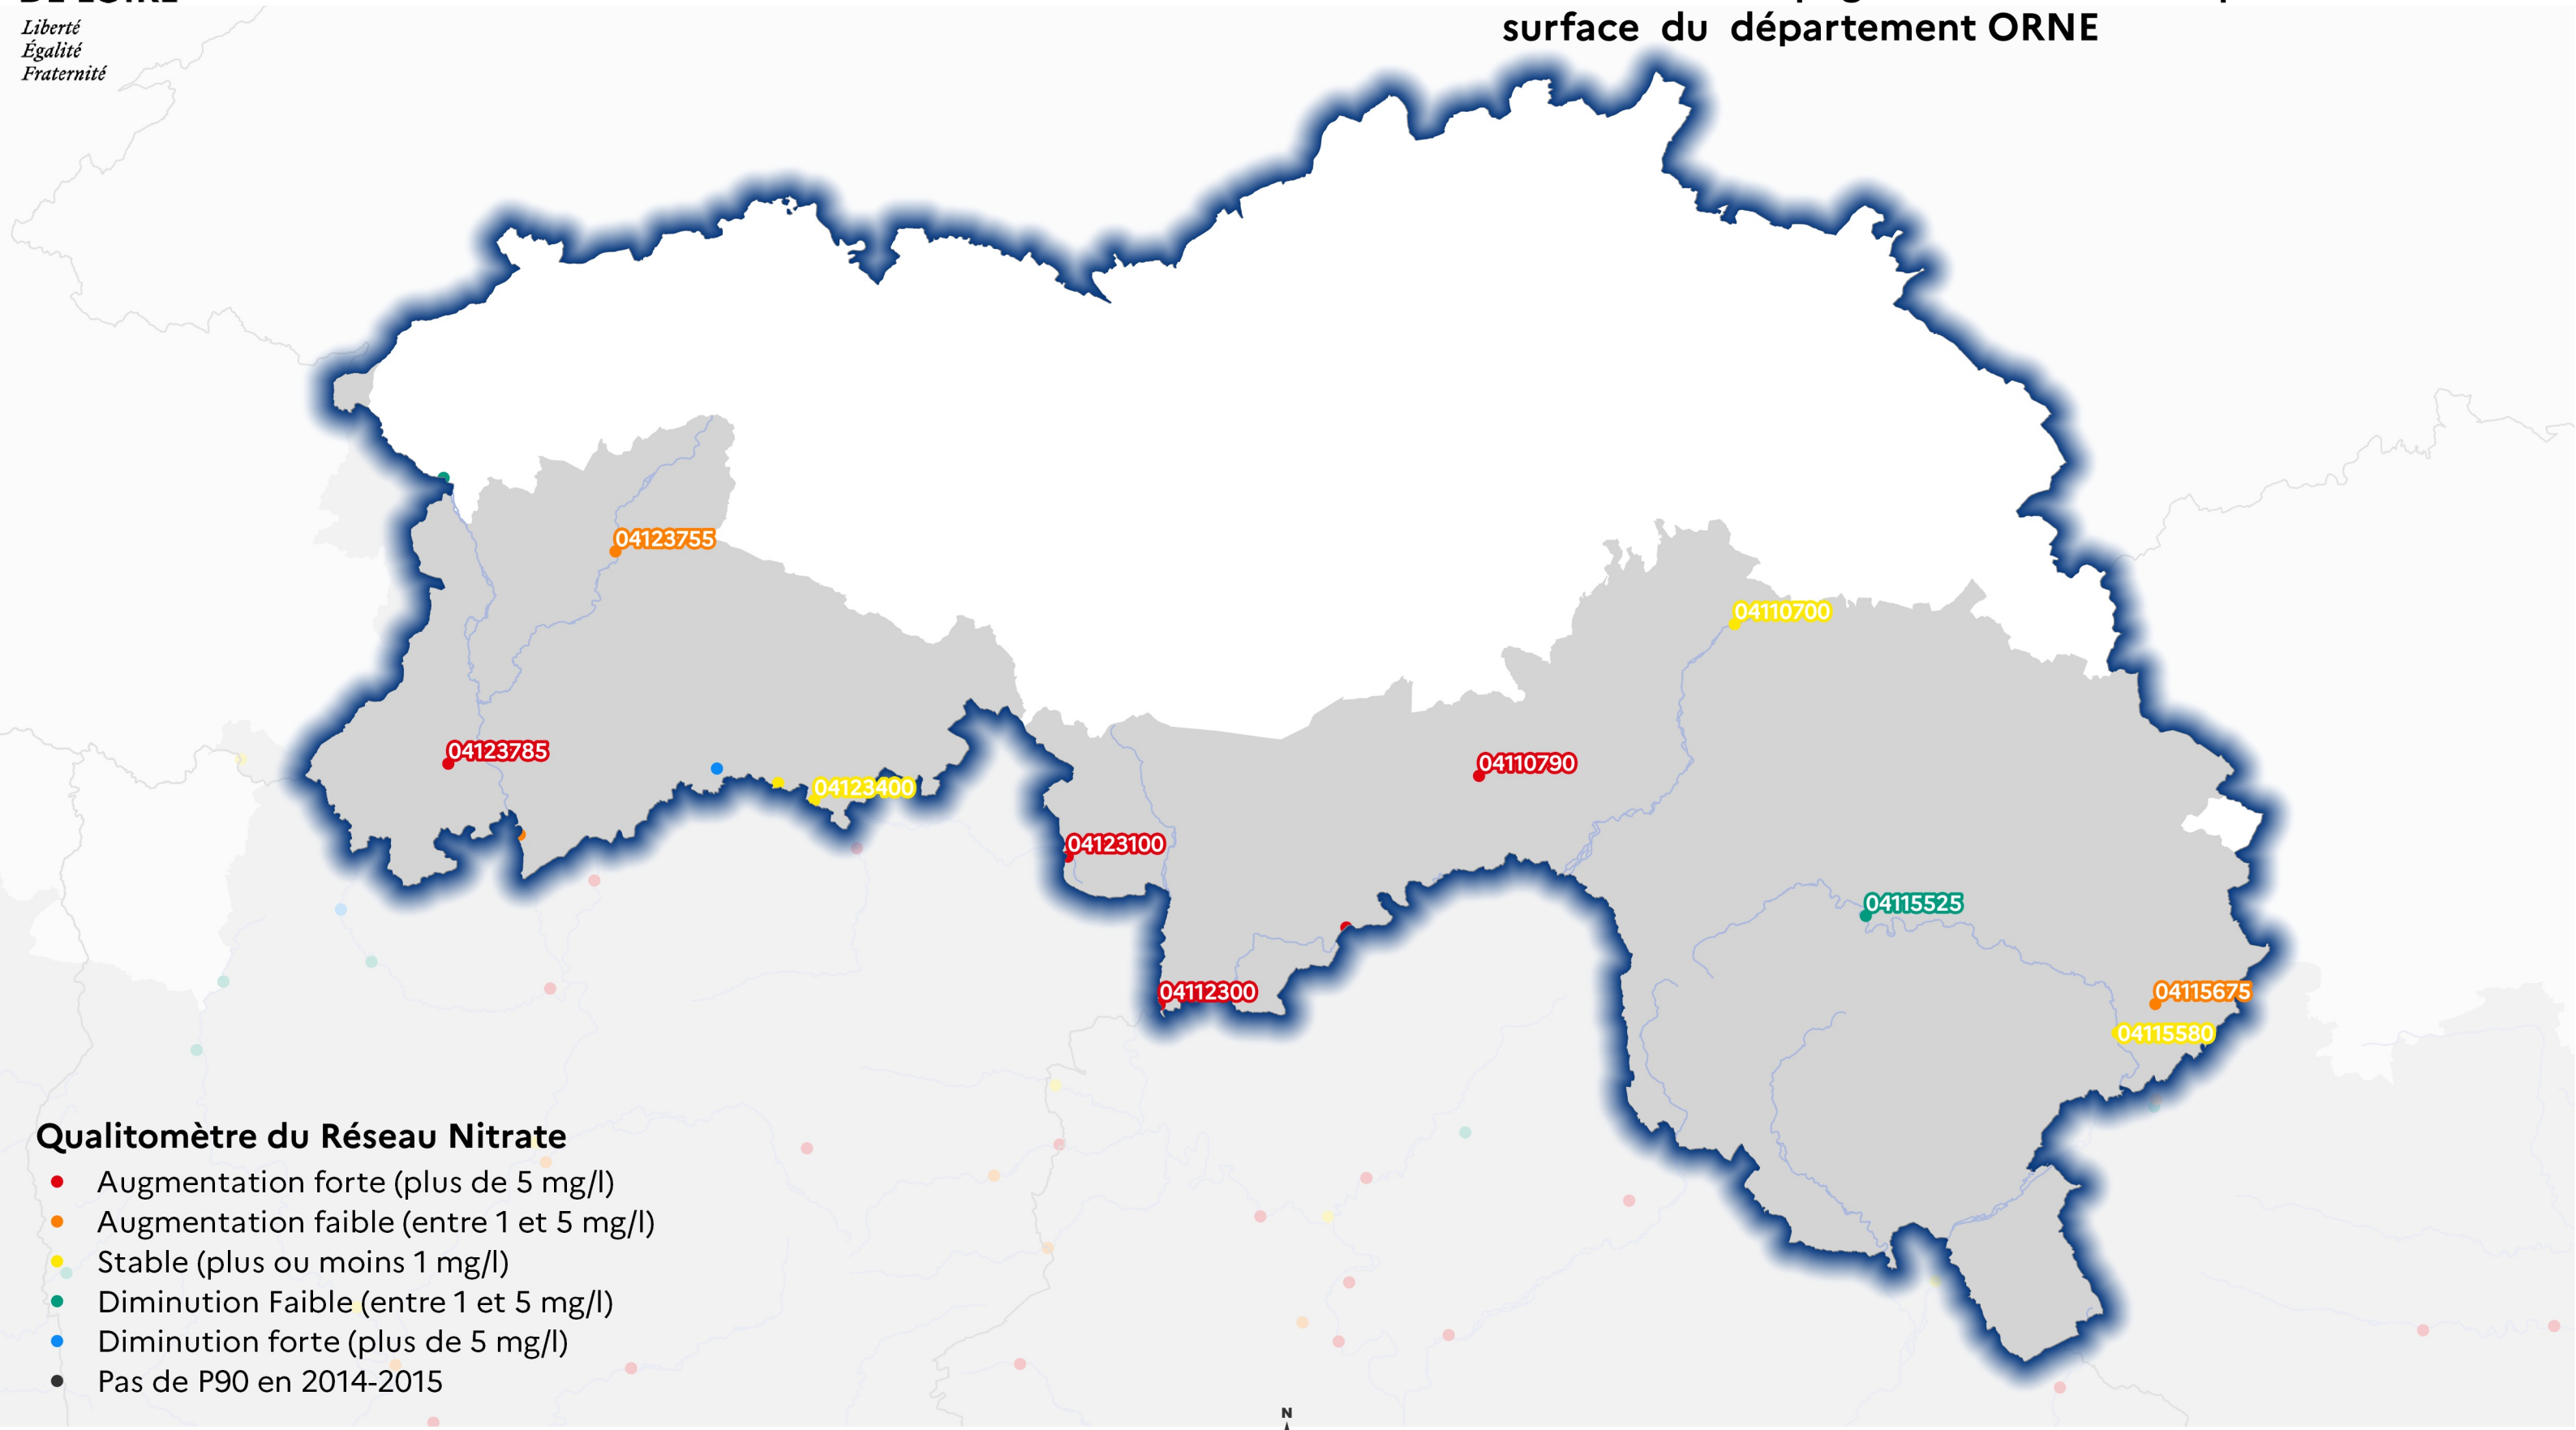 DE LOIRE
Liberté
Égalité
Fraternité
surface du département ORNE
04123755
04110700
04123785
04110790
04123400
04123100
04115525
04112300
04115675
04115580
Qualitomètre du Réseau Nitrate
Augmentation forte (plus de 5 mg/l)
Augmentation faible (entre 1 et 5 mg/l)
Stable (plus ou moins 1 mg/l)
Diminution Faible (entre 1 et 5 mg/l)
Diminution forte (plus de 5 mg/l)
Pas de P90 en 2014-2015
N